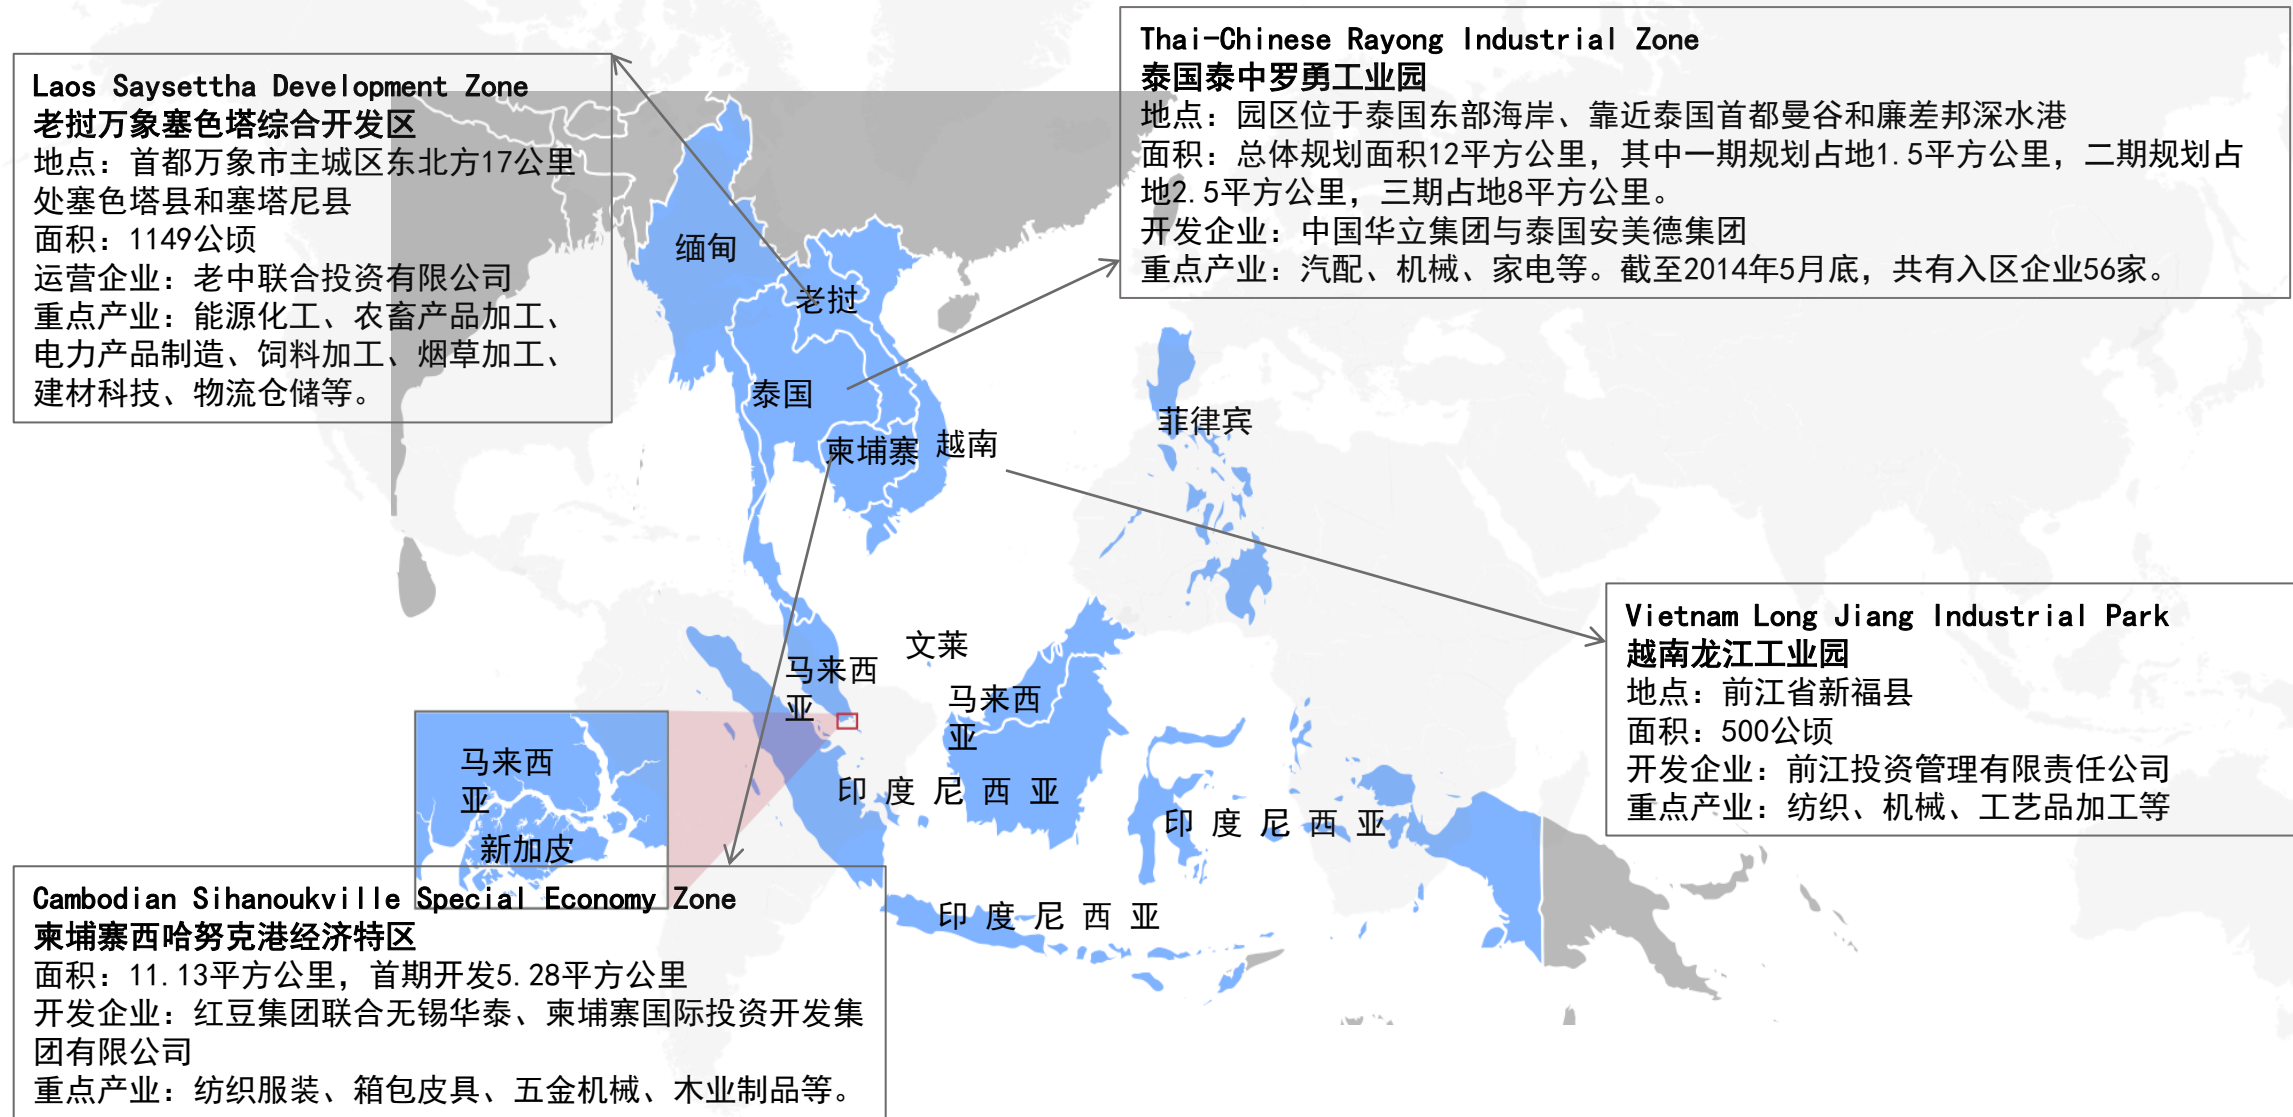 Laos Saysettha Development Zone
老挝万象塞色塔综合开发区
地点：首都万象市主城区东北方17公里
处塞色塔县和塞塔尼县
面积：1149公顷
运营企业：老中联合投资有限公司
重点产业：能源化工、农畜产品加工、
电力产品制造、饲料加工、烟草加工、
建材科技、物流仓储等。
Thai-Chinese Rayong Industrial Zone
泰国泰中罗勇工业园
地点：园区位于泰国东部海岸、靠近泰国首都曼谷和廉差邦深水港
面积：总体规划面积12平方公里，其中一期规划占地1.5平方公里，二期规划占
地2.5平方公里，三期占地8平方公里。
开发企业：中国华立集团与泰国安美德集团
重点产业：汽配、机械、家电等。截至2014年5月底，共有入区企业56家。
缅甸
老挝
泰国
柬埔寨
越南
菲律宾
文莱
马来西
亚
马来西
亚
印度尼西亚
印度尼西亚
印度尼西亚
马来西
亚
新加皮
Vietnam Long Jiang Industrial Park
越南龙江工业园
地点：前江省新福县
面积：500公顷
开发企业：前江投资管理有限责任公司
重点产业：纺织、机械、工艺品加工等
Cambodian Sihanoukville Special Economy Zone
柬埔寨西哈努克港经济特区
面积：11.13平方公里，首期开发5.28平方公里
开发企业：红豆集团联合无锡华泰、柬埔寨国际投资开发集
团有限公司
重点产业：纺织服装、箱包皮具、五金机械、木业制品等。